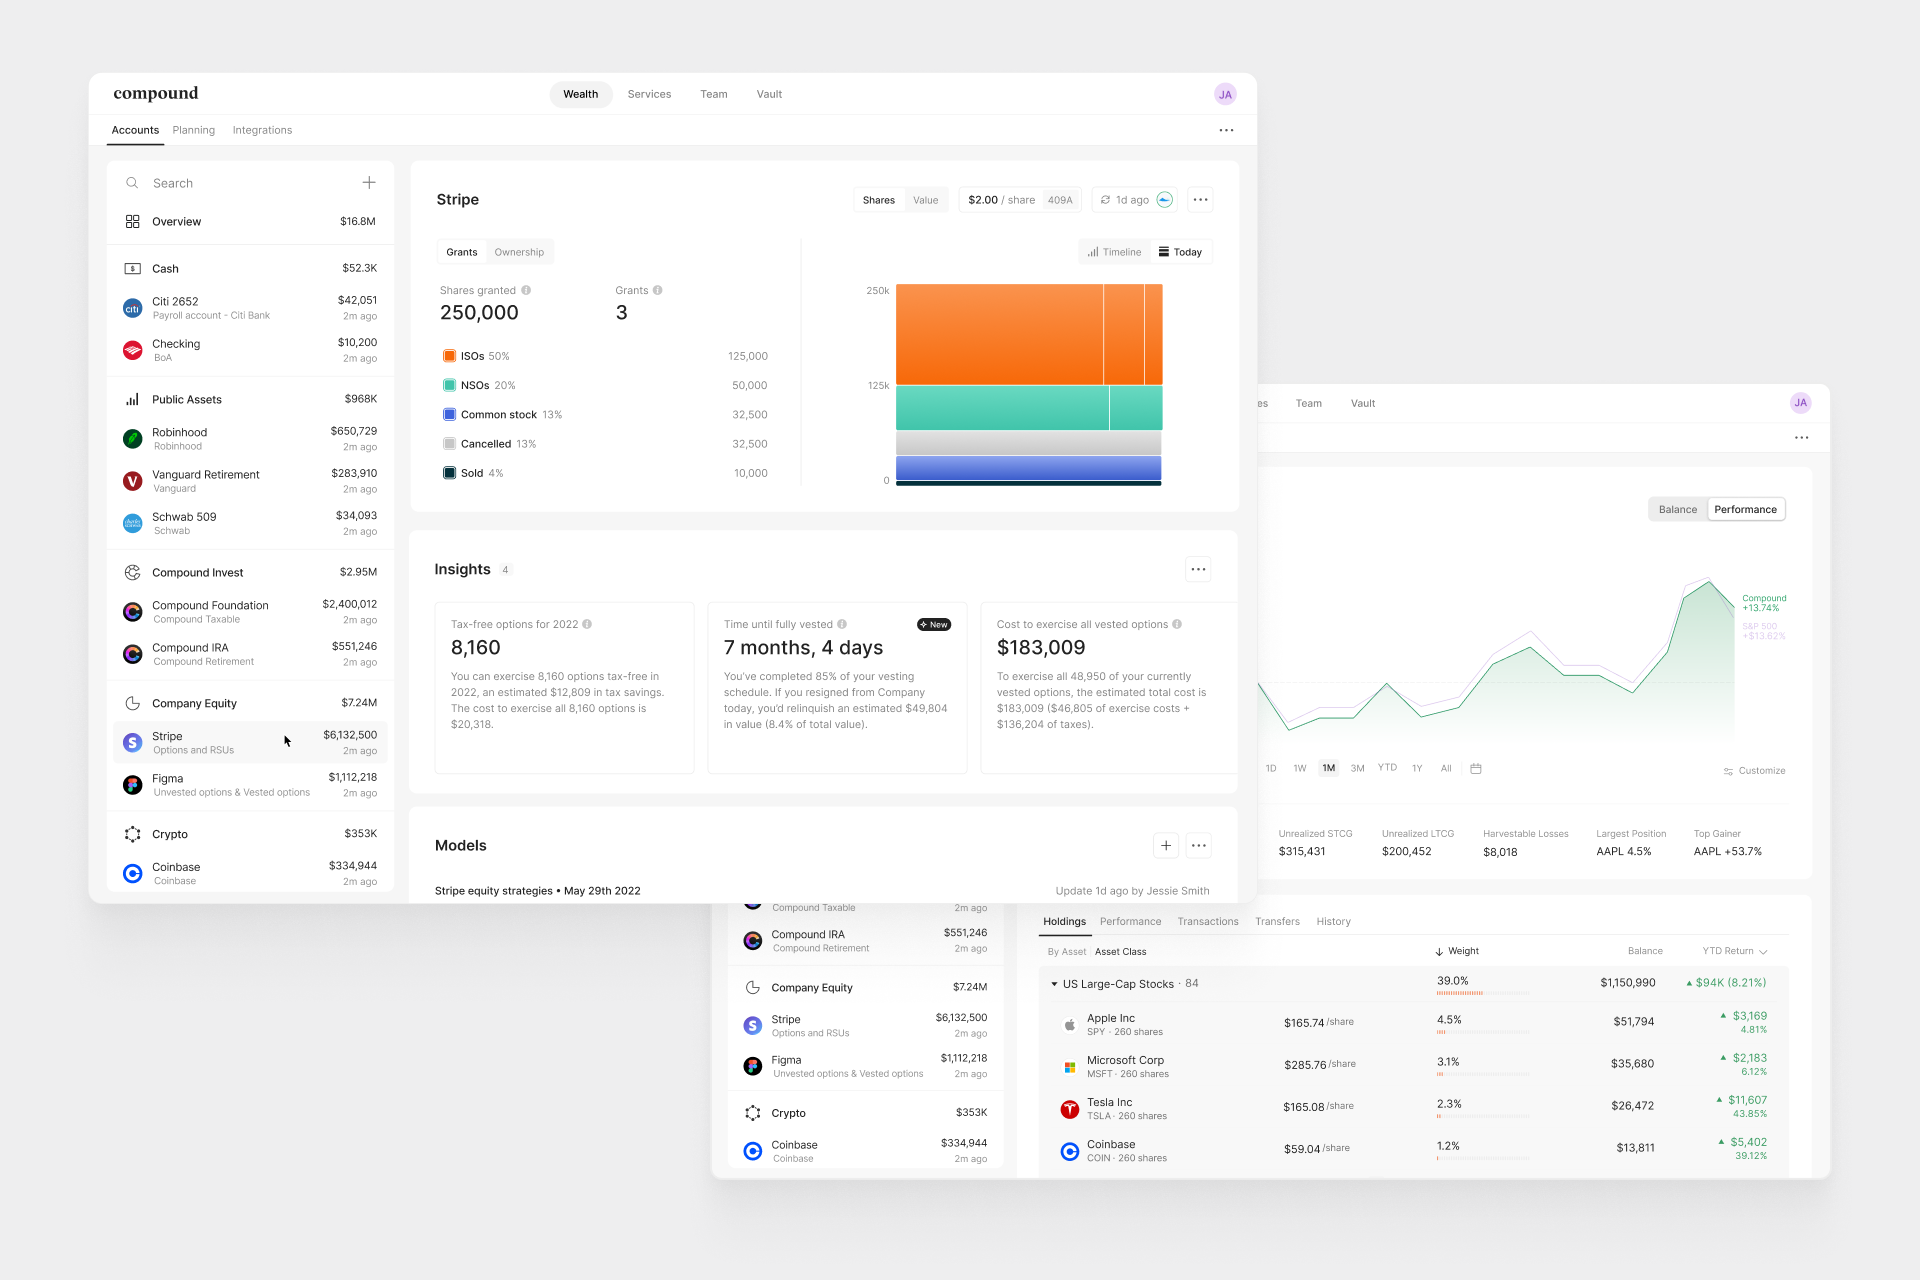 compound
Wealth
Services
Team
Vault
JA
Accounts
Planning
Integrations
Search
Overview
$16.8M
Cash
$52.3K
Citi 2652
$42,051
Payroll account - Citi Bank
2m ago
Checking
$10,200
BoA
2m ago
Public Assets
$968K
Robinhood
$650,729
Robinhood
2m ago
Vanguard Retirement
$283,910
Vanguard
2m ago
Schwab 509
$34,093
Schwab
2m ago
Compound Invest
$2.95M
Compound Foundation
$2,400,012
Compound Taxable
2m ago
Compound IRA
$551,246
Compound Retirement
2m ago
Company Equity
$7.24M
Stripe
$6,132,500
Options and RSUs
2m ago
Figma
$1,112,218
Unvested options & Vested options
2m ago
Crypto
$353K
Coinbase
$334,944
Coinbase
2m ago
Stripe
Shares
Value
$2.00 / share
409A
1d ago
Grants
Ownership
Timeline
Today
Shares granted
250,000
Grants
3
ISOs 50%
125,000
NSOs 20%
50,000
Common stock 13%
32,500
Cancelled 13%
32,500
Sold 4%
10,000
250k
125k
0
Insights 4
Tax-free options for 2022
8,160
You can exercise 8,160 options tax-free in
2022, an estimated $12,809 in tax savings.
The cost to exercise all 8,160 options is
$20,318.
Time until fully vested
New
7 months, 4 days
You've completed 85% of your vesting
schedule. If you resigned from Company
today, you'd relinquish an estimated $49,804
in value (8.4% of total value).
Cost to exercise all vested options
$183,009
To exercise all 48,950 of your currently
vested options, the estimated total cost is
$183,009 ($46,805 of exercise costs +
$136,204 of taxes).
Models
Stripe equity strategies • May 29th 2022
Update 1d ago by Jessie Smith
es
Team
Vault
JA
Balance
Performance
Compound
+13.74%
S&P 500
+$13.62%
1D
1W
1M
3M
YTD
1Y
All
Customize
Unrealized STCG
$315,431
Unrealized LTCG
$200,452
Harvestable Losses
$8,018
Largest Position
AAPL 4.5%
Top Gainer
AAPL +53.7%
Compound Taxable
2m ago
Compound IRA
$551,246
Compound Retirement
2m ago
Company Equity
$7.24M
Stripe
$6,132,500
Options and RSUs
2m ago
Figma
$1,112,218
Unvested options & Vested options
2m ago
Crypto
$353K
Coinbase
$334,944
Coinbase
2m ago
Holdings
Performance
Transactions
Transfers
History
By Asset
Asset Class
Weight
Balance
YTD Return
US Large-Cap Stocks · 84
39.0%
$1,150,990
$94K (8.21%)
Apple Inc
SPY · 260 shares
$165.74 /share
4.5%
$51,794
$3,169
4.81%
Microsoft Corp
MSFT · 260 shares
$285.76 /share
3.1%
$35,680
$2,183
6.12%
Tesla Inc
TSLA · 260 shares
$165.08 /share
2.3%
$26,472
$11,607
43.85%
Coinbase
COIN · 260 shares
$59.04 /share
1.2%
$13,811
$5,402
39.12%